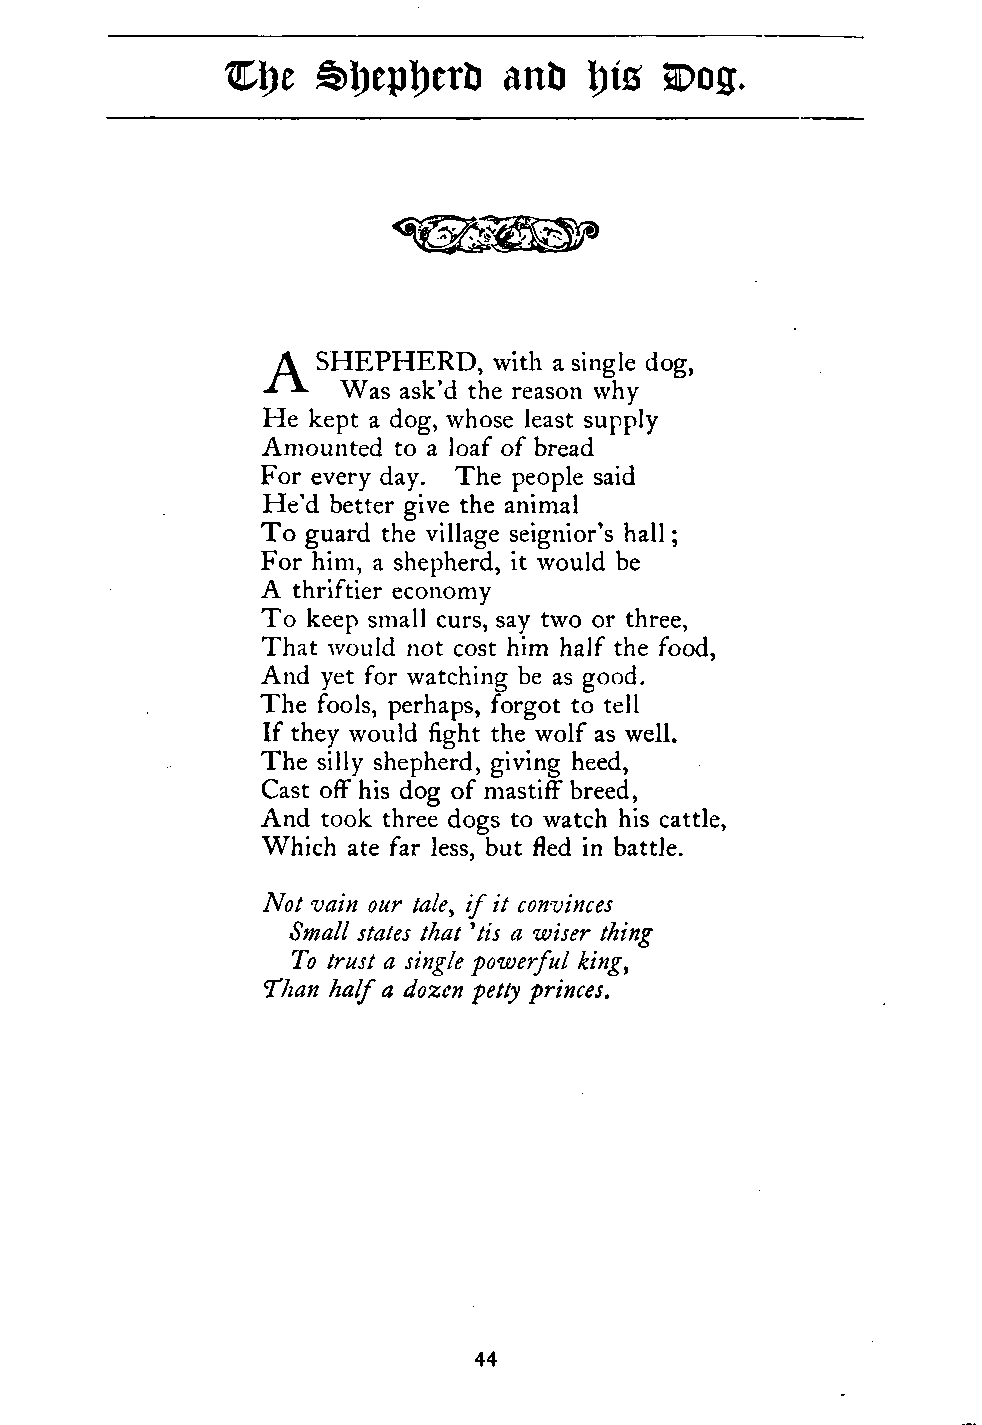 The Shepherd and his Dog.
A SHEPHERD, with a single dog,
Was ask'd the reason why
He kept a dog, whose least supply
Amounted to a loaf of bread
For every day. The people said
He'd better give the animal
To guard the village seignior's hall;
For him, a shepherd, it would be
A thriftier economy
To keep small curs, say two or three,
That would not cost him half the food,
And yet for watching be as good.
The fools, perhaps, forgot to tell
If they would fight the wolf as well.
The silly shepherd, giving heed,
Cast off his dog of mastiff breed,
And took three dogs to watch his cattle,
Which ate far less, but fled in battle.
Not vain our tale, if it convinces
Small states that 'tis a wiser thing
To trust a single powerful king,
Than half a dozen petty princes.
44